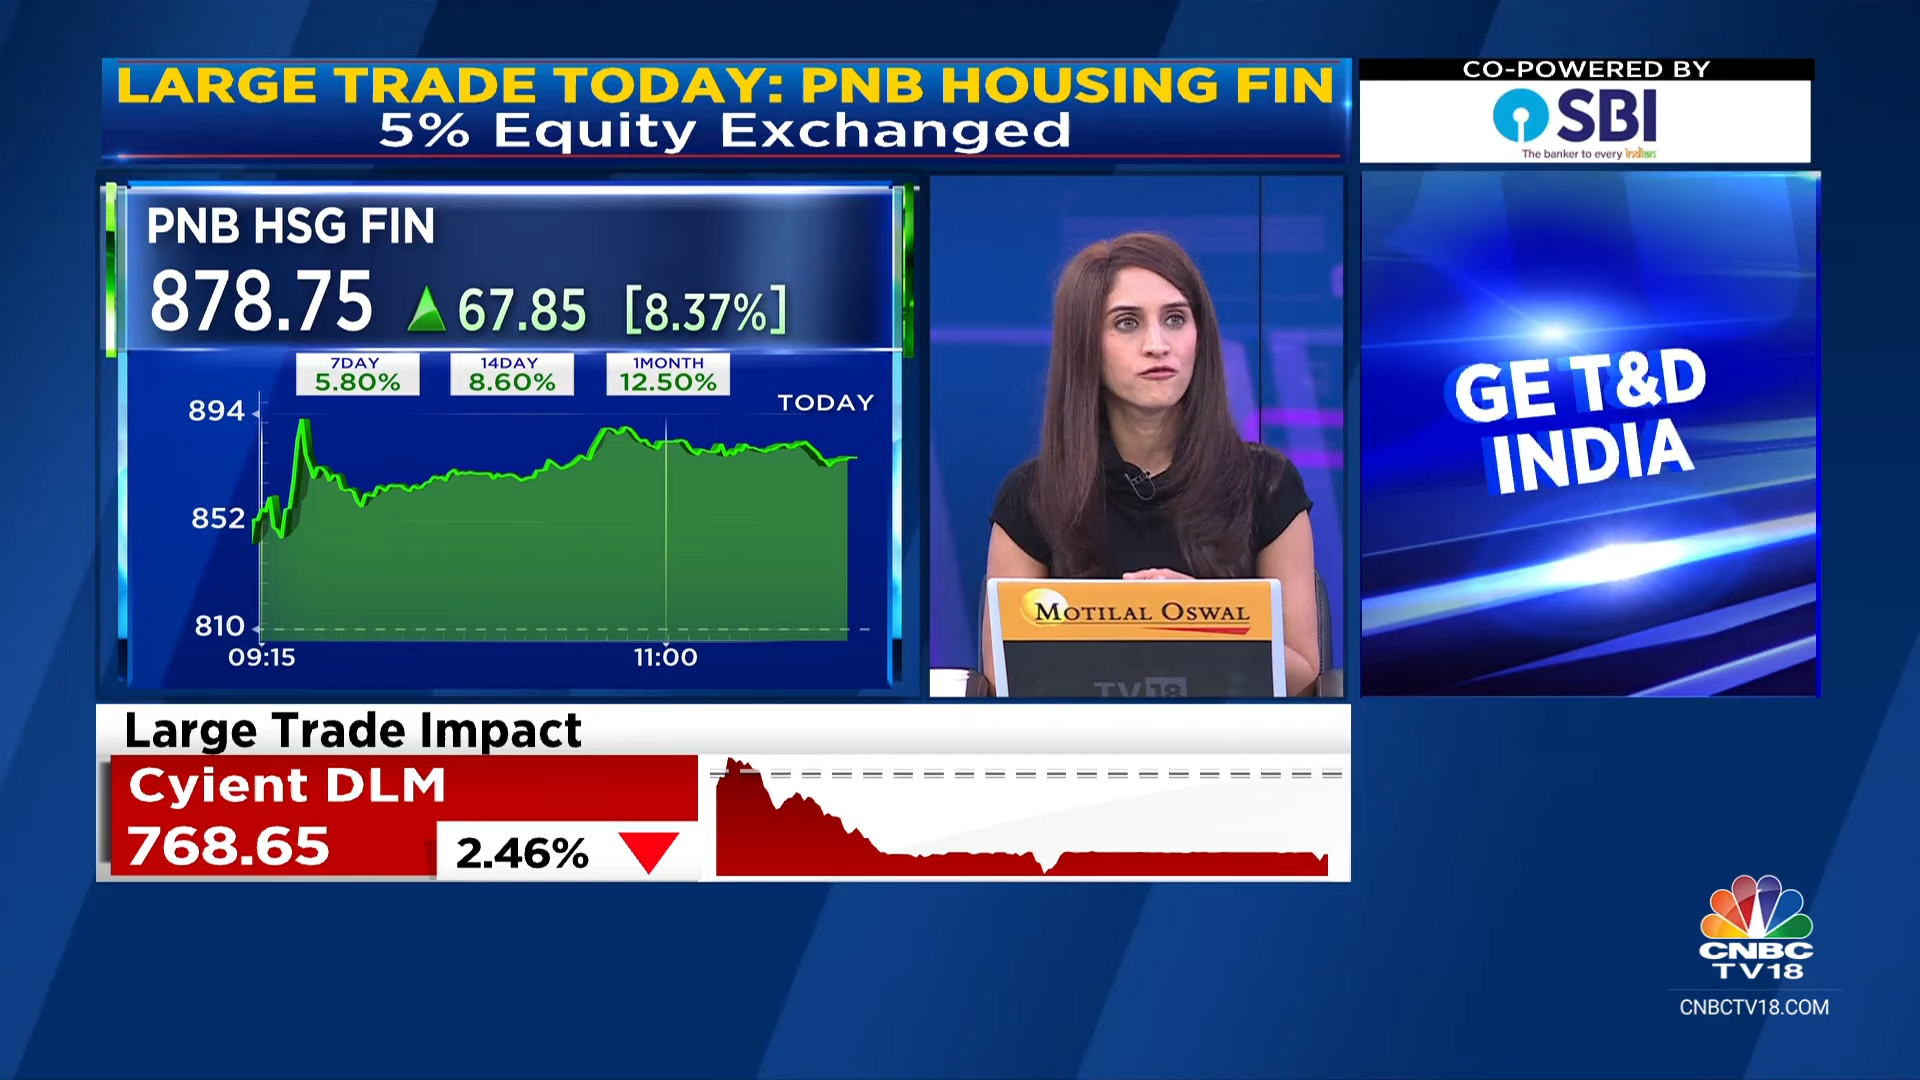 LARGE TRADE TODAY: PNB HOUSING FIN
5% Equity Exchanged
CO-POWERED BY
SBI
The banker to every indian
PNB HSG FIN
878.75 ▲ 67.85 [8.37%]
7DAY 14DAY 1MONTH
5.80% 8.60% 12.50%
TODAY
894
852
810
09:15 11:00
MOTILAL OSWAL
TV18
GE T&D
INDIA
Large Trade Impact
Cyient DLM
768.65 2.46% ▼
CNBC
TV18
CNBCTV18.COM